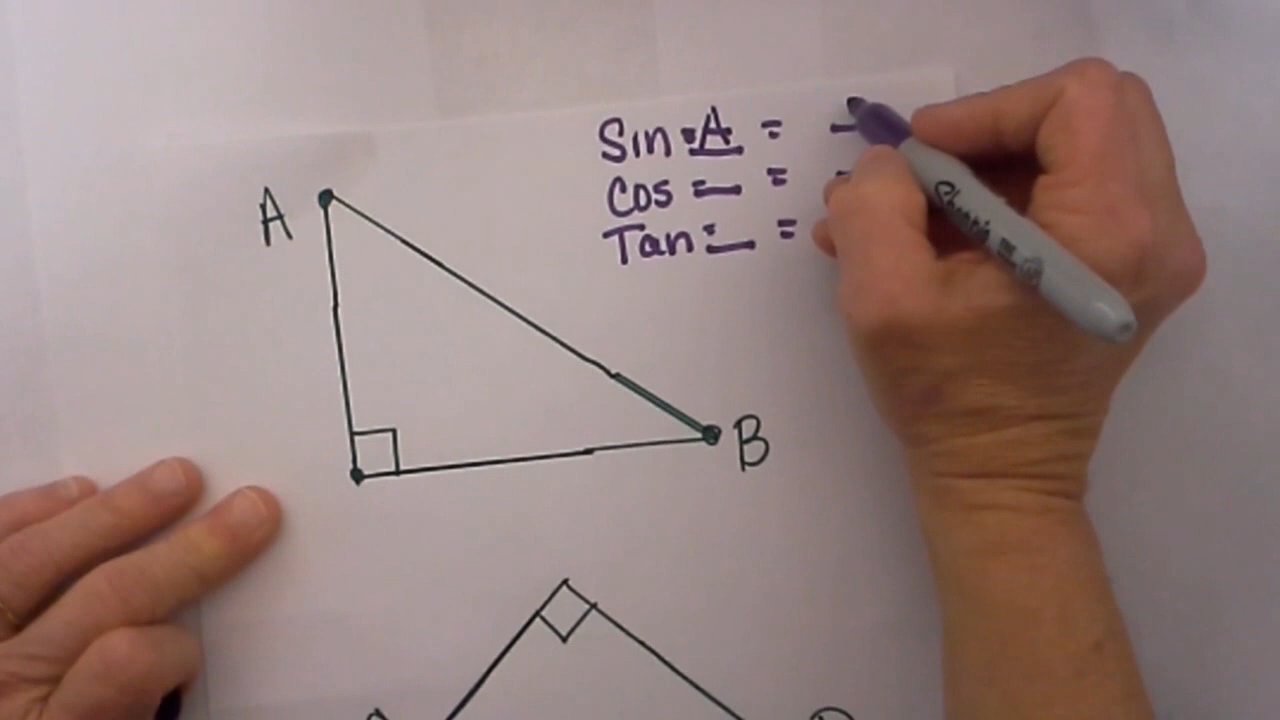 Sin A =
Cos =
Tan =
A
B
Sharpie